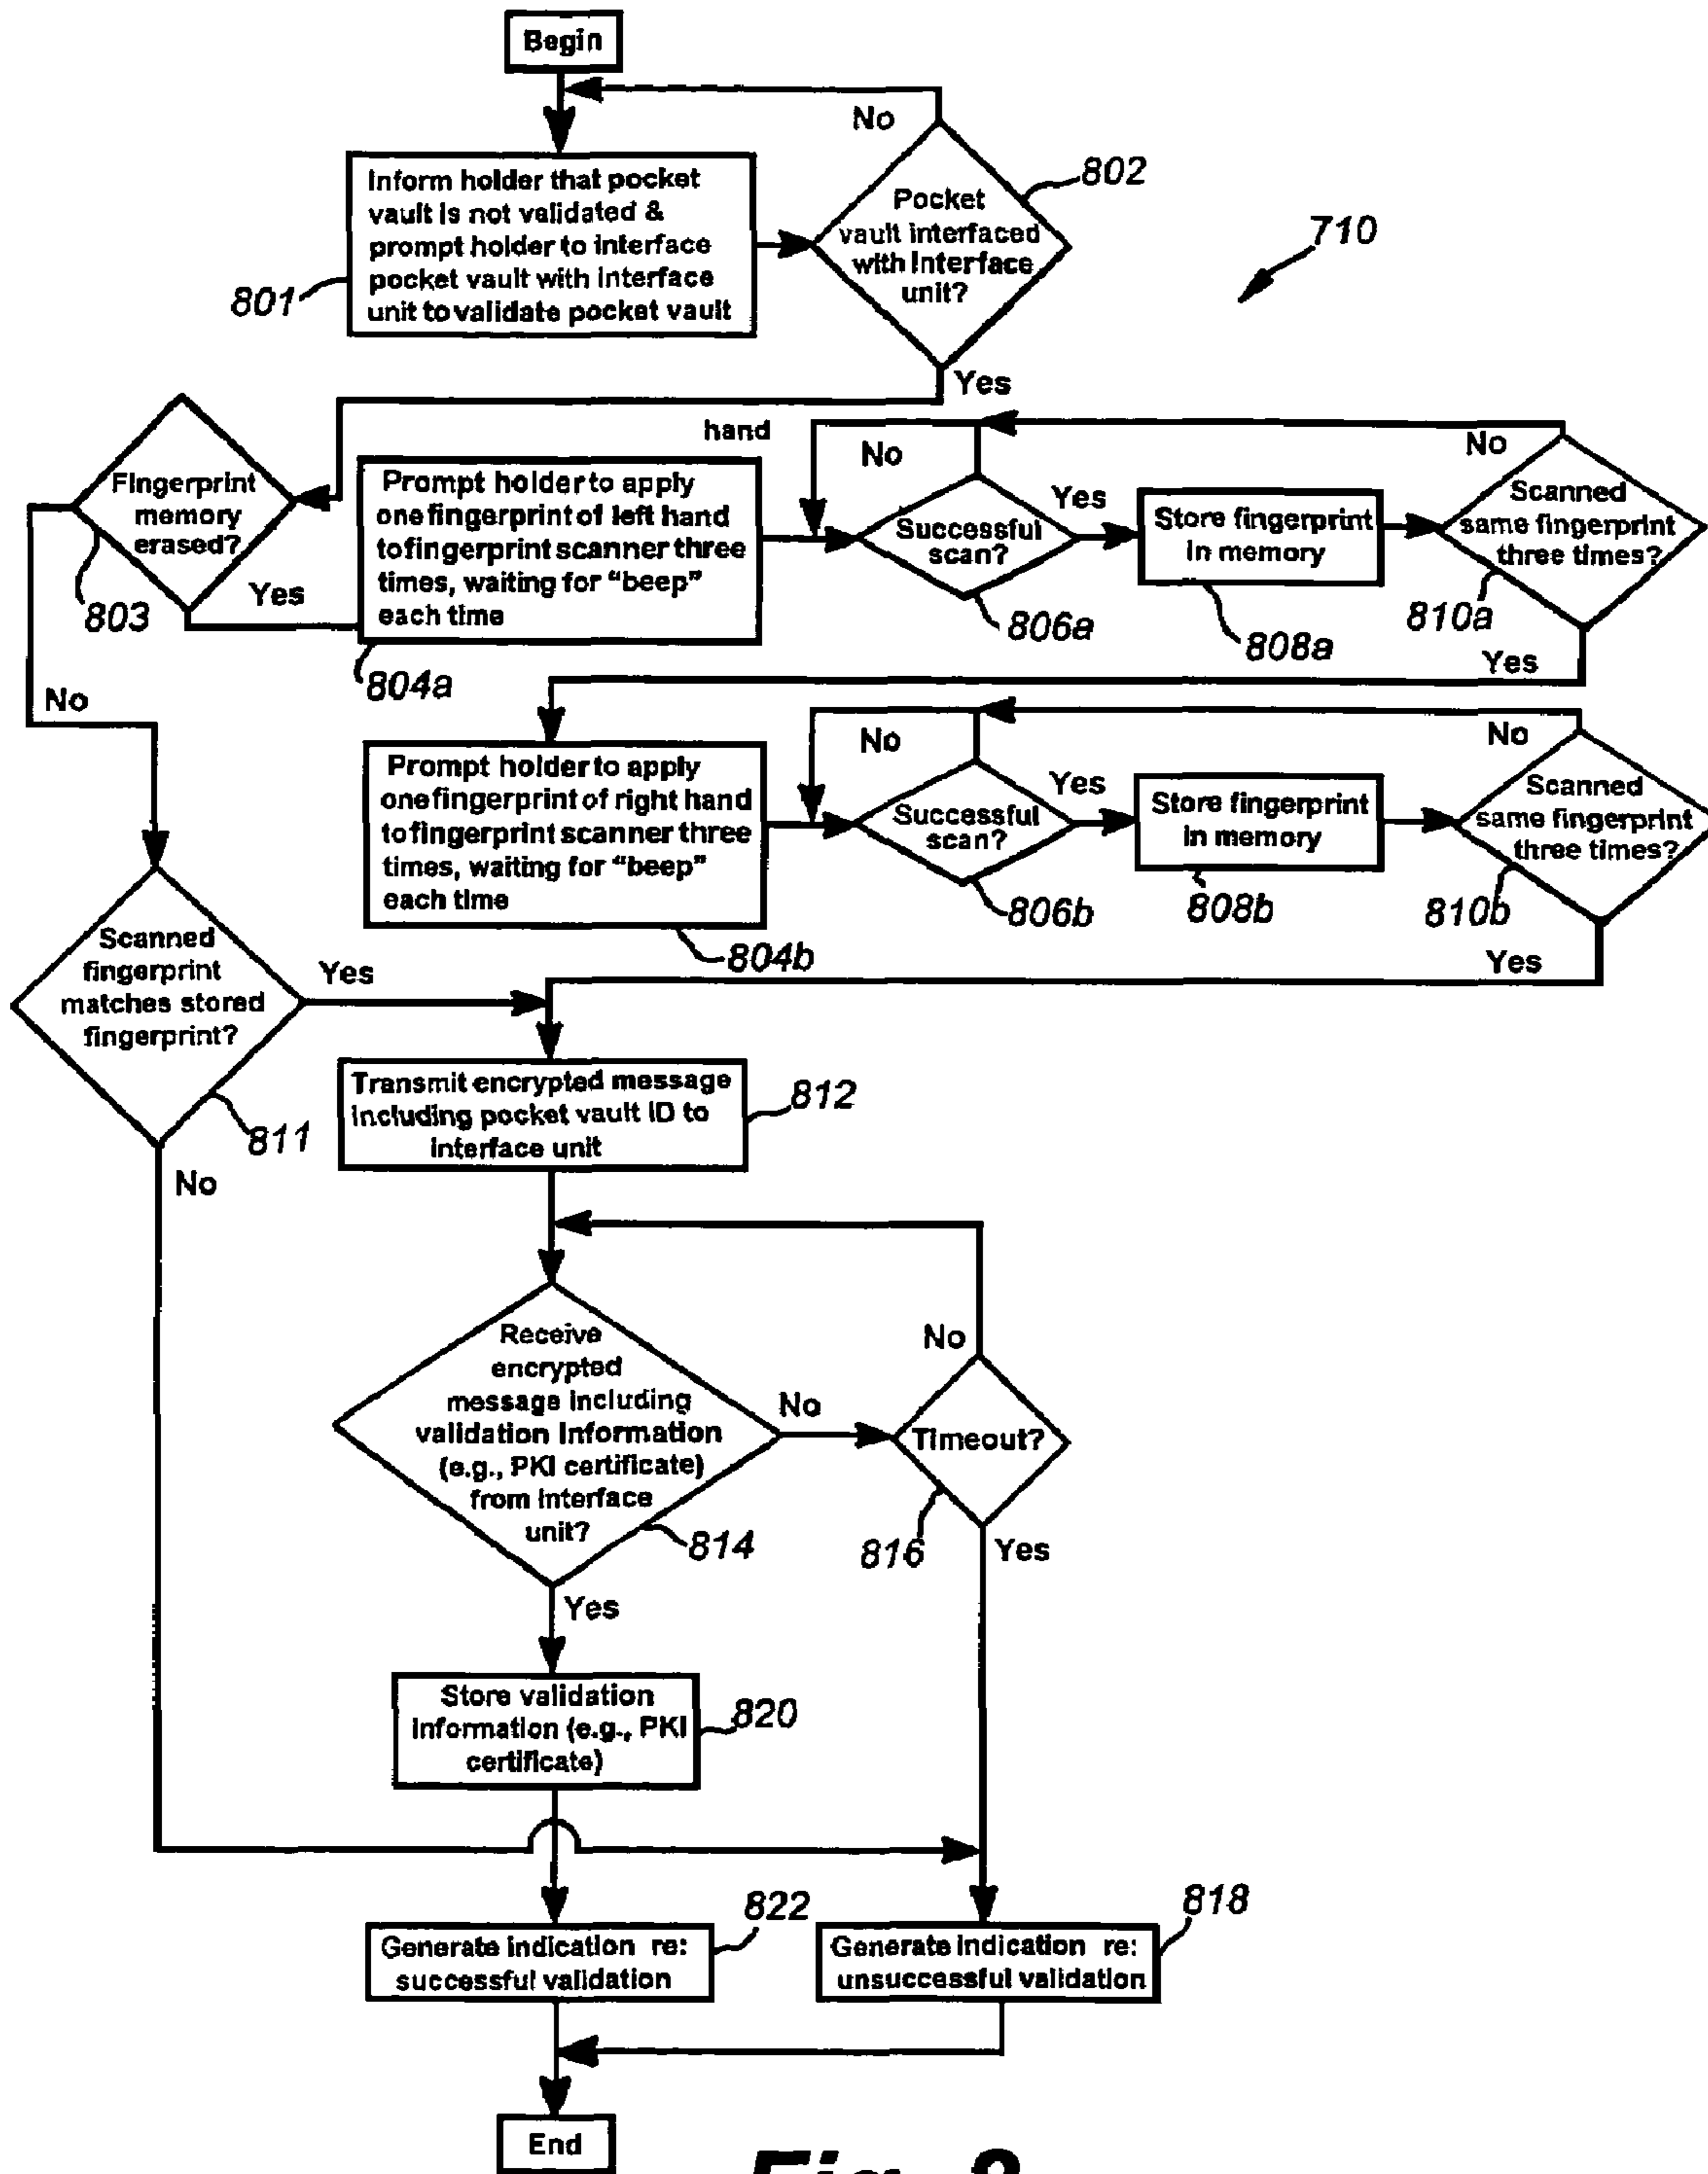 Begin
No
Inform holder that pocket
vault is not validated &
prompt holder to interface
pocket vault with interface
unit to validate pocket vault
801
Pocket
vault interfaced
with Interface
unit?
802
710
Yes
Fingerprint
memory
erased?
803
Yes
No
hand
Prompt holder to apply
one fingerprint of left hand
to fingerprint scanner three
times, waiting for "beep"
each time
804a
No
Successful
scan?
806a
Yes
Store fingerprint
in memory
808a
No
Scanned
same fingerprint
three times?
810a
Yes
Prompt holder to apply
one fingerprint of right hand
to fingerprint scanner three
times, waiting for "beep"
each time
804b
No
Successful
scan?
806b
Yes
Store fingerprint
in memory
808b
No
Scanned
same fingerprint
three times?
810b
Yes
Scanned
fingerprint
matches stored
fingerprint?
811
Yes
No
Transmit encrypted message
including pocket vault ID to
interface unit
812
Receive
encrypted
message including
validation Information
(e.g., PKI certificate)
from interface
unit?
814
No
No
Timeout?
816
Yes
Yes
Store validation
information (e.g., PKI
certificate)
820
822
Generate indication re:
successful validation
818
Generate indication re:
unsuccessful validation
End